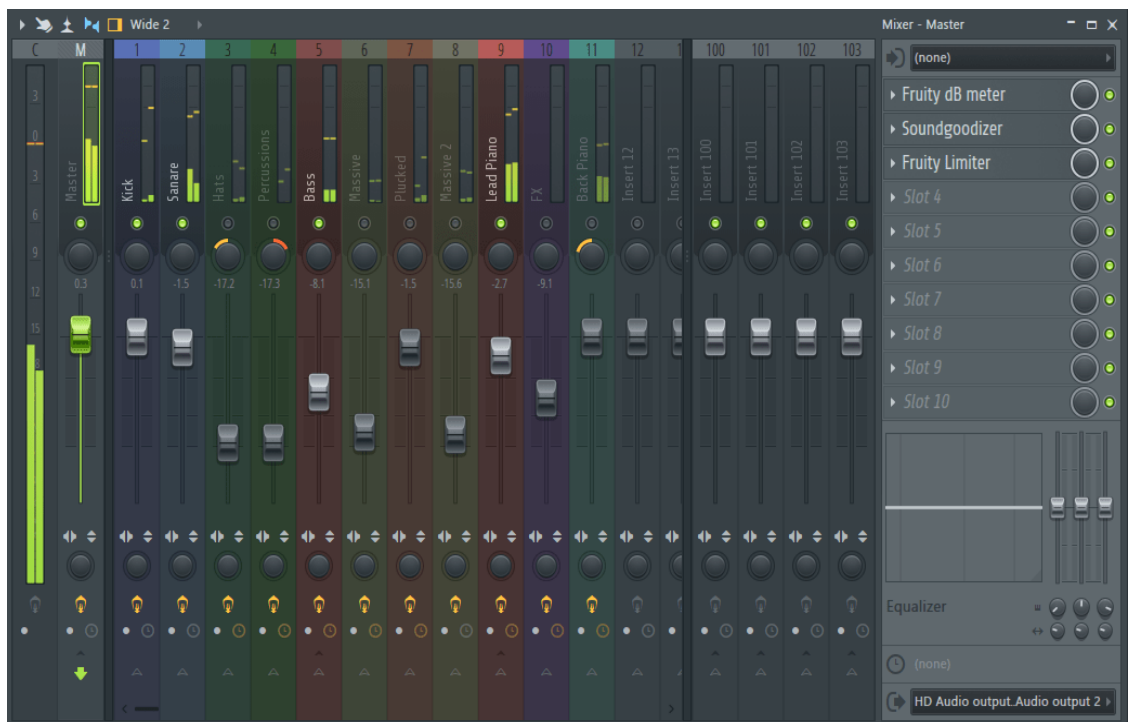 Wide 2
Mixer - Master
C
M
1
2
3
4
5
6
7
8
9
10
11
12
1
100
101
102
103
(none)
3
0
3
6
9
12
15
8
Master
Kick
Sanare
Hats
Percussions
Bass
Massive
Plucked
Massive 2
Lead Piano
FX
Back Piano
Insert 12
Insert 13
Insert 100
Insert 101
Insert 102
Insert 103
0.3
0.1
-1.5
-17.2
-17.3
-8.1
-15.1
-1.5
-15.6
-2.7
-9.1
Fruity dB meter
Soundgoodizer
Fruity Limiter
Slot 4
Slot 5
Slot 6
Slot 7
Slot 8
Slot 9
Slot 10
Equalizer
(none)
HD Audio output.Audio output 2